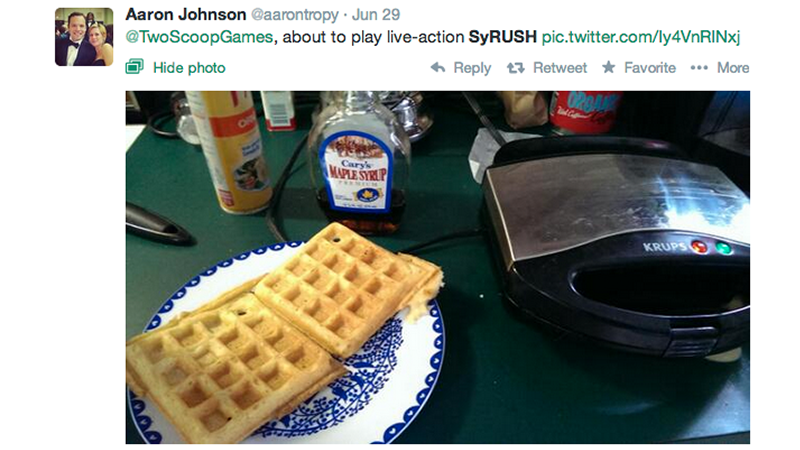 Aaron Johnson @aarontropy · Jun 29
@TwoScoopGames, about to play live-action SyRUSH pic.twitter.com/Iy4VnRINxj
Hide photo
Reply Retweet Favorite More
Cary's
MAPLE SYRUP
PREMIUM
KRUPS